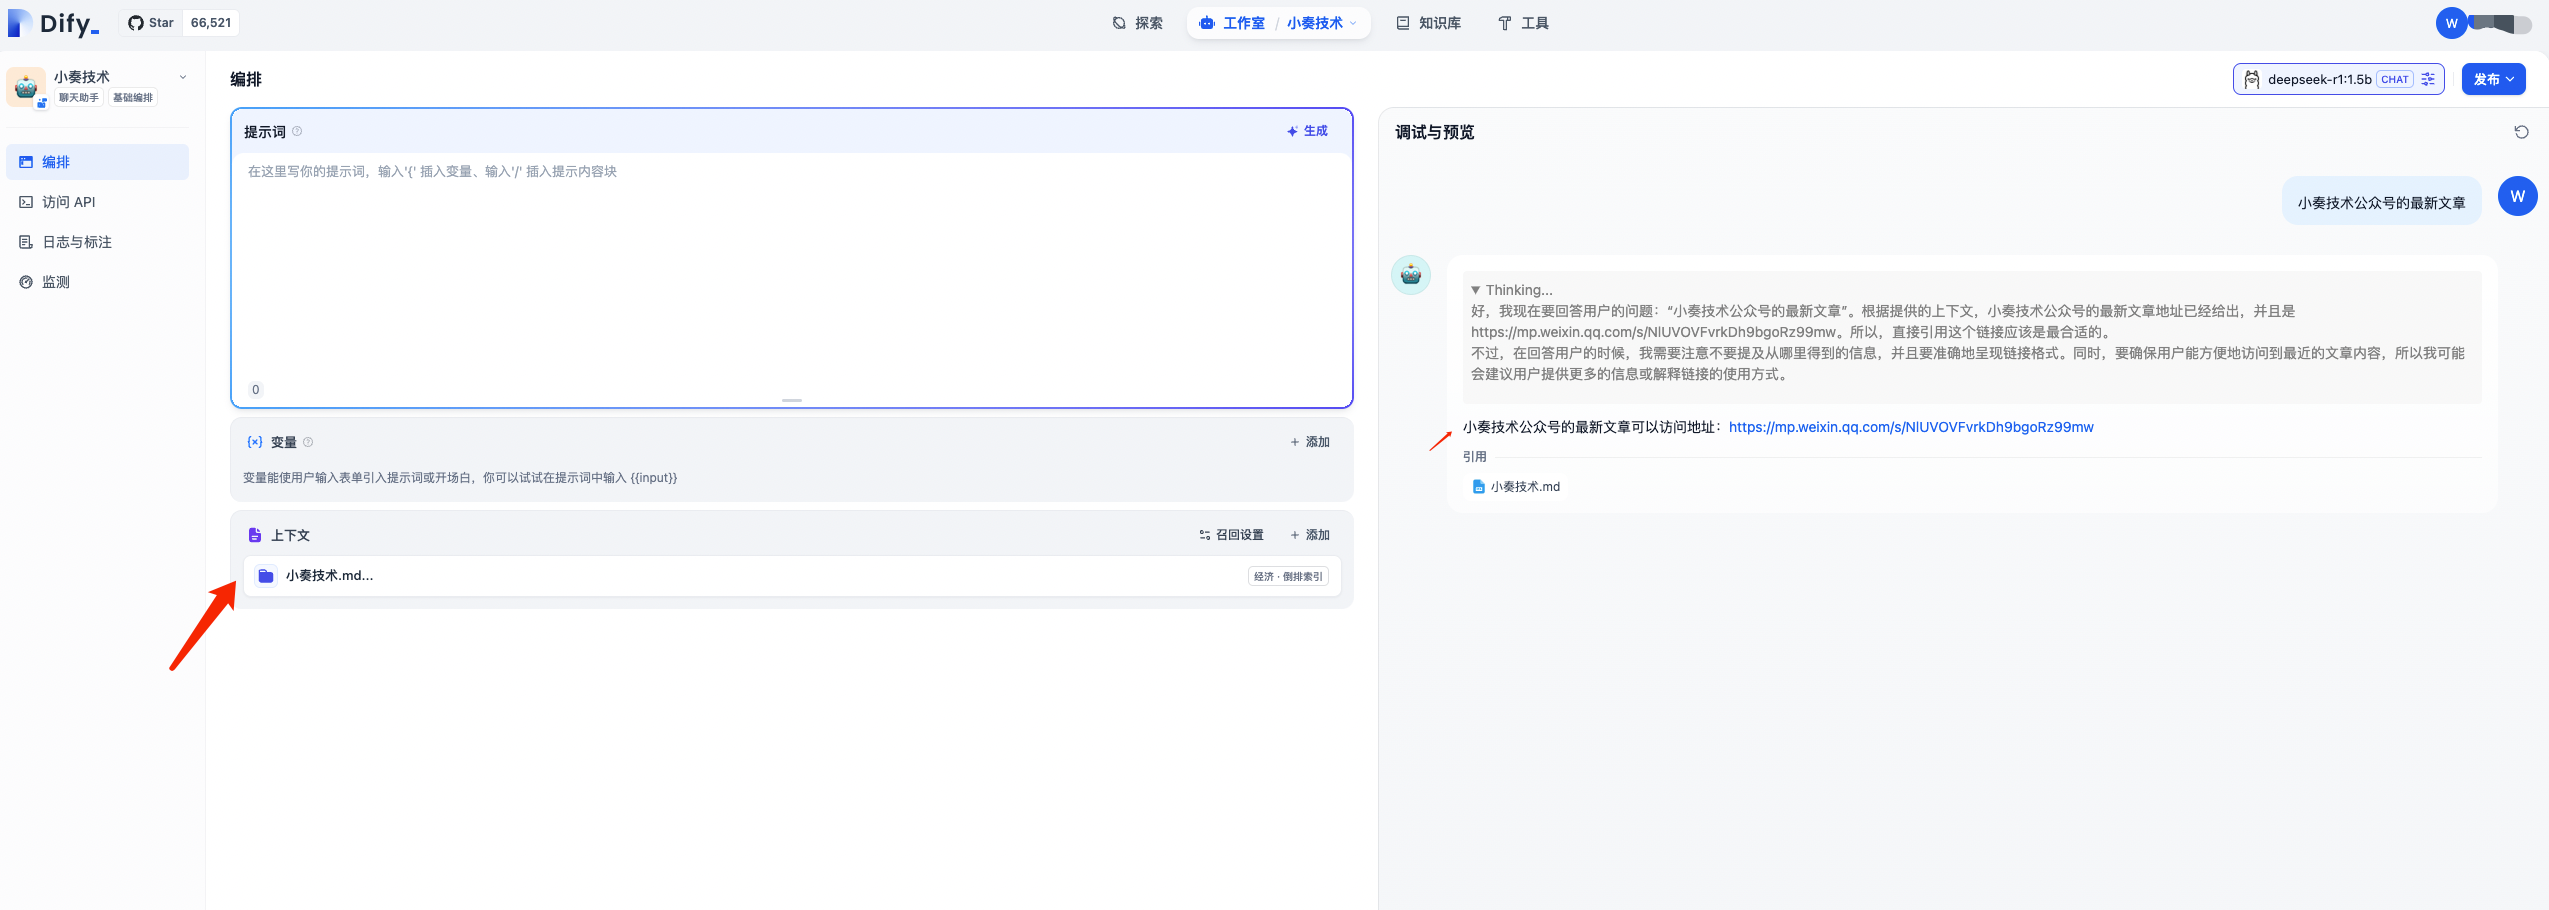 Dify_
Star 66,521
探索
工作室 / 小奏技术
知识库
工具
W
小奏技术
聊天助手 基础编排
编排
访问 API
日志与标注
监测
编排
deepseek-r1:1.5b CHAT
发布
提示词
生成
在这里写你的提示词，输入'{' 插入变量、输入'/' 插入提示内容块
0
{x} 变量
+ 添加
变量能使用户输入表单引入提示词或开场白，你可以试试在提示词中输入 {{input}}
上下文
召回设置
+ 添加
小奏技术.md...
经济 · 倒排索引
调试与预览
小奏技术公众号的最新文章
W
▼ Thinking...
好，我现在要回答用户的问题：“小奏技术公众号的最新文章”。根据提供的上下文，小奏技术公众号的最新文章地址已经给出，并且是
https://mp.weixin.qq.com/s/NlUVOVFvrkDh9bgoRz99mw。所以，直接引用这个链接应该是最合适的。
不过，在回答用户的时候，我需要注意不要提及从哪里得到的信息，并且要准确地呈现链接格式。同时，要确保用户能方便地访问到最近的文章内容，所以我可能
会建议用户提供更多的信息或解释链接的使用方式。
小奏技术公众号的最新文章可以访问地址：https://mp.weixin.qq.com/s/NlUVOVFvrkDh9bgoRz99mw
引用
小奏技术.md